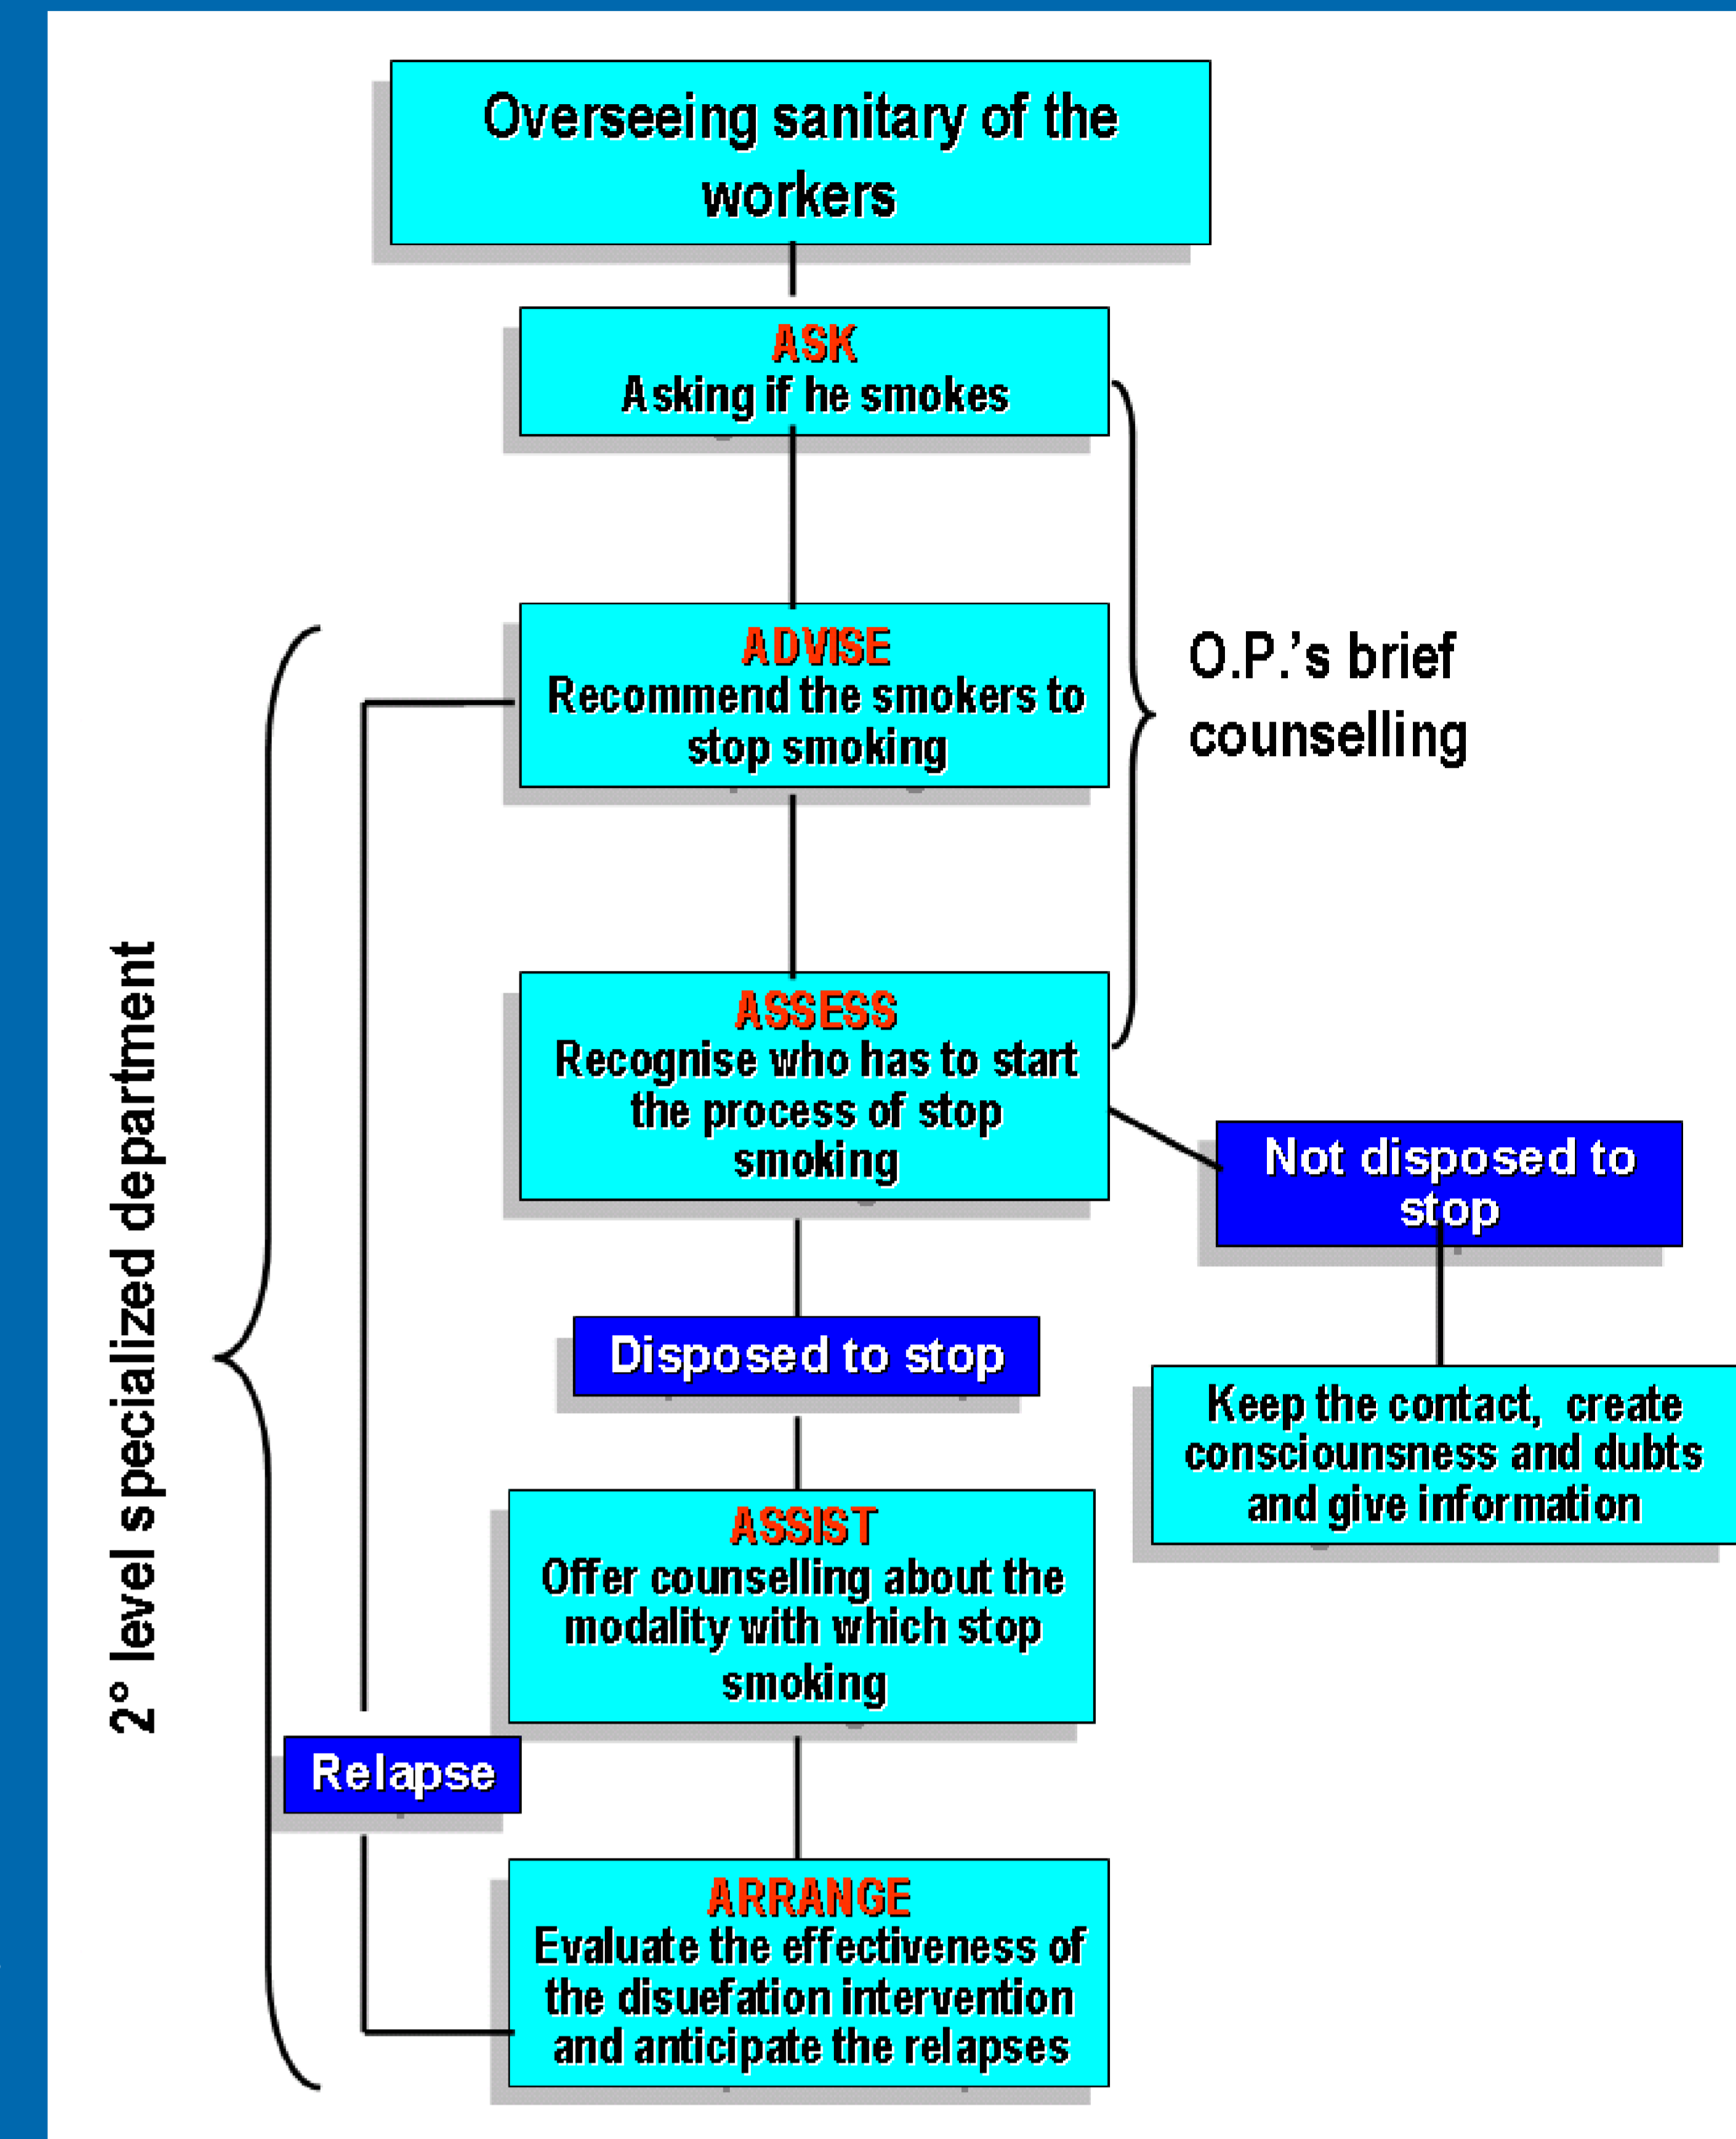 Overseeing sanitary of the
workers
ASK
Asking if he smokes
ADVISE
Recommend the smokers to
stop smoking
O.P.'s brief
counselling
2° level specialized department
ASSESS
Recognise who has to start
the process of stop
smoking
Not disposed to
stop
Disposed to stop
Keep the contact, create
consciounsness and dubts
and give information
ASSIST
Offer counselling about the
modality with which stop
smoking
Relapse
ARRANGE
Evaluate the effectiveness of
the disuefation intervention
and anticipate the relapses